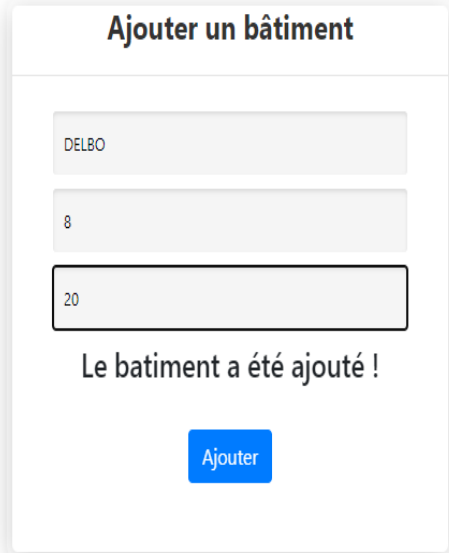 Ajouter un bâtiment
DELBO
8
20
Le batiment a été ajouté !
Ajouter